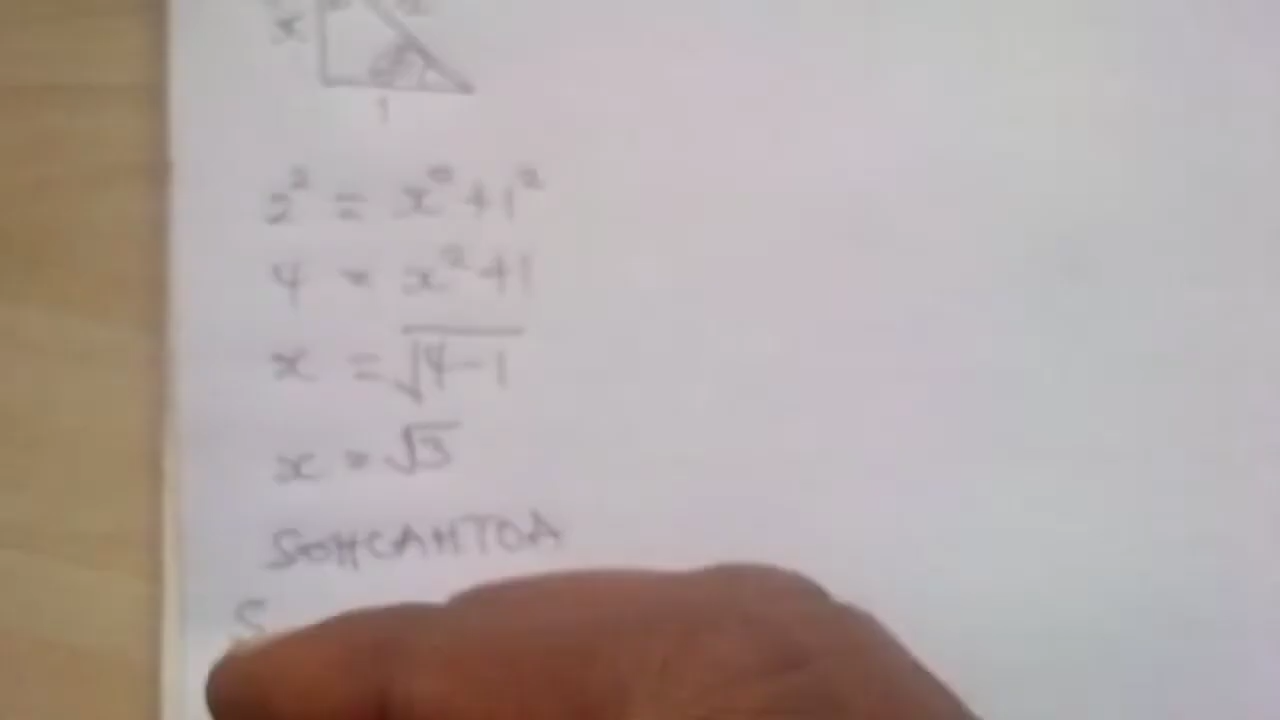 x
1
2² = x² + 1²
4 = x² + 1
x = √4-1
x = √3
SOHCAHTOA
S